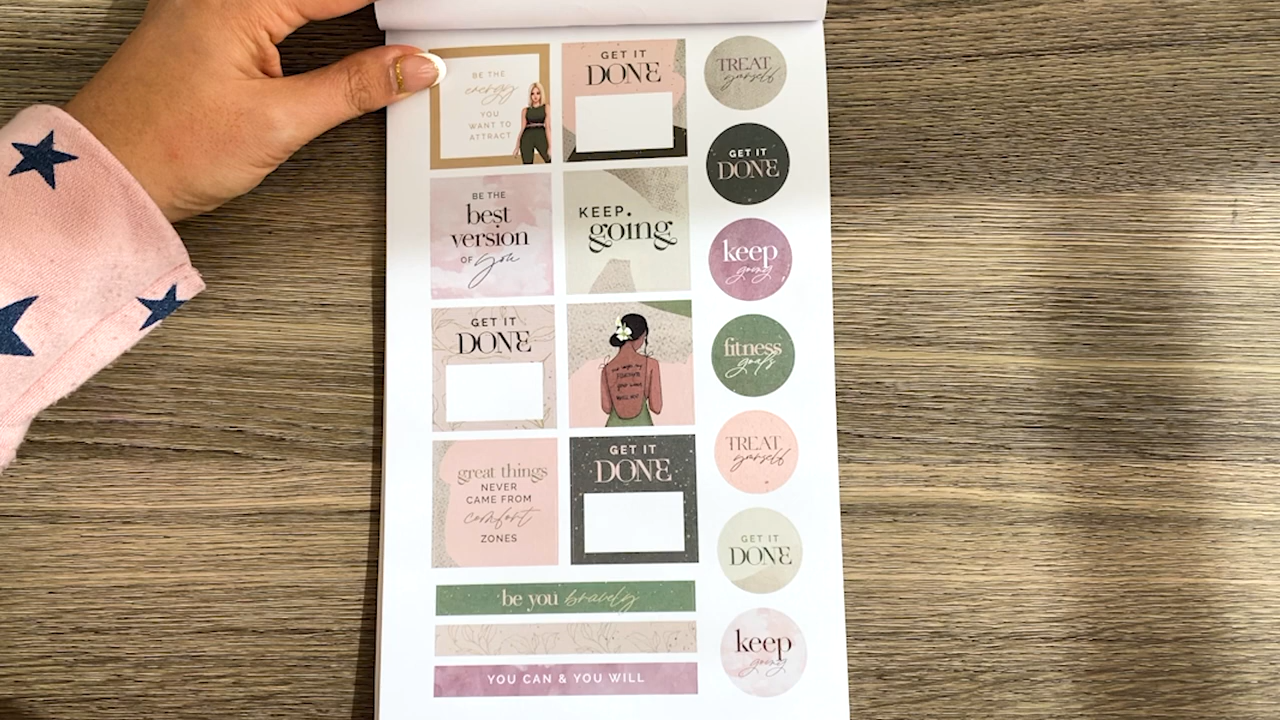 BE THE
energy
YOU
WANT TO
ATTRACT
GET IT
DONE
TREAT
yourself
GET IT
DONE
BE THE
best
version
OF you
KEEP
going
keep
going
GET IT
DONE
fitness
goals
great things
NEVER
CAME FROM
comfort
ZONES
GET IT
DONE
TREAT
yourself
GET IT
DONE
be you bravely
YOU CAN & YOU WILL
keep
going